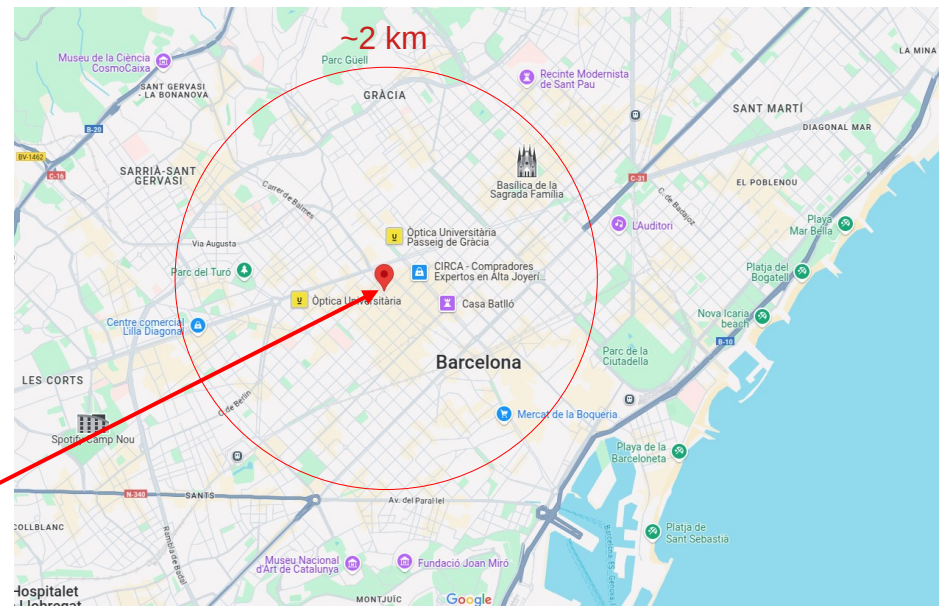 ~2 km
Museu de la Ciència
CosmoCaixa
Parc Güell
LA MINA
Recinte Modernista
de Sant Pau
SANT GERVASI
- LA BONANOVA
GRÀCIA
SANT MARTÍ
B-20
DIAGONAL MAR
BV-1462
C-16
SARRIÀ-SANT
GERVASI
C-31
EL POBLENOU
Carrer de Balmes
Basílica de la
Sagrada Família
C. de Badajoz
L'Auditori
Playa
Mar Bella
Òptica Universitària
Passeig de Gràcia
Via Augusta
Parc del Turó
CIRCA - Compradores
Expertos en Alta Joyerí...
Platja del
Bogatell
Òptica Universitària
Casa Batlló
Nova Icaria
beach
Centre comercial
L'illa Diagonal
B-10
Parc de la
Ciutadella
Barcelona
LES CORTS
C. de Berlín
Mercat de la Boqueria
Spotify Camp Nou
Playa de la
Barceloneta
N-340
SANTS
Av. del Paral·lel
COLLBLANC
Rambla de Badal
Platja de
Sant Sebastià
Museu Nacional
d'Art de Catalunya
Fundació Joan Miró
Hospitalet
Llobregat
MONTJUÏC
Google